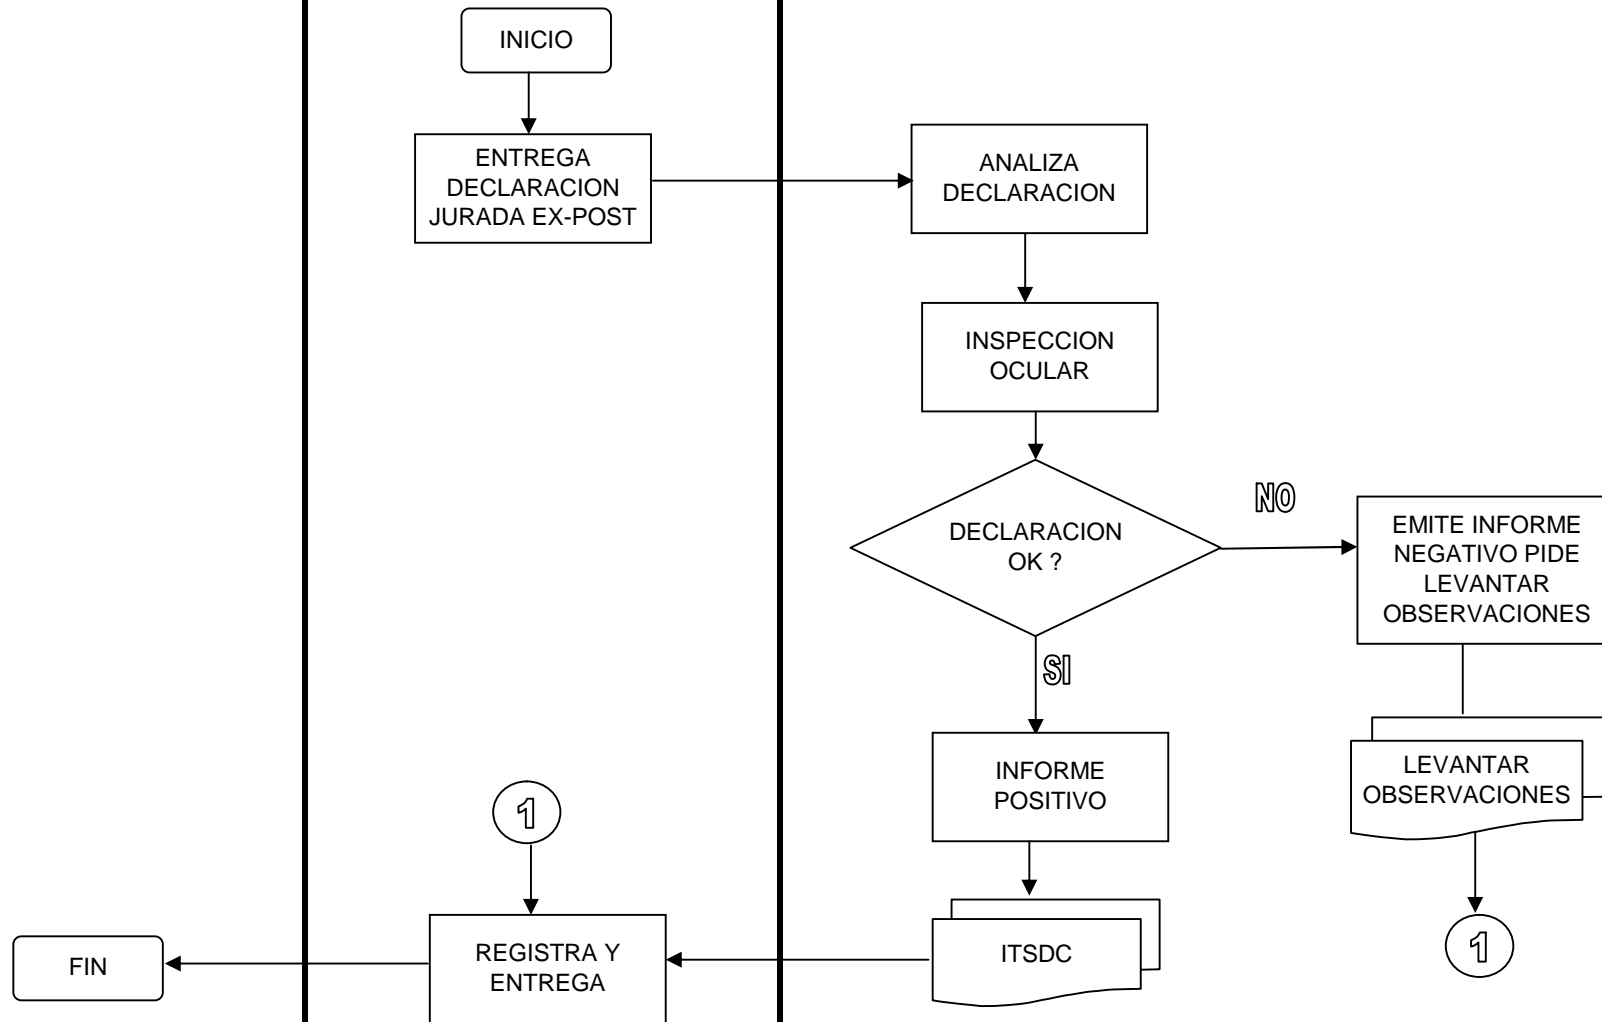 INICIO
ENTREGA
DECLARACION
JURADA EX-POST
ANALIZA
DECLARACION
INSPECCION
OCULAR
DECLARACION
OK ?
NO
EMITE INFORME
NEGATIVO PIDE
LEVANTAR
OBSERVACIONES
SI
INFORME
POSITIVO
LEVANTAR
OBSERVACIONES
1
REGISTRA Y
ENTREGA
ITSDC
1
FIN